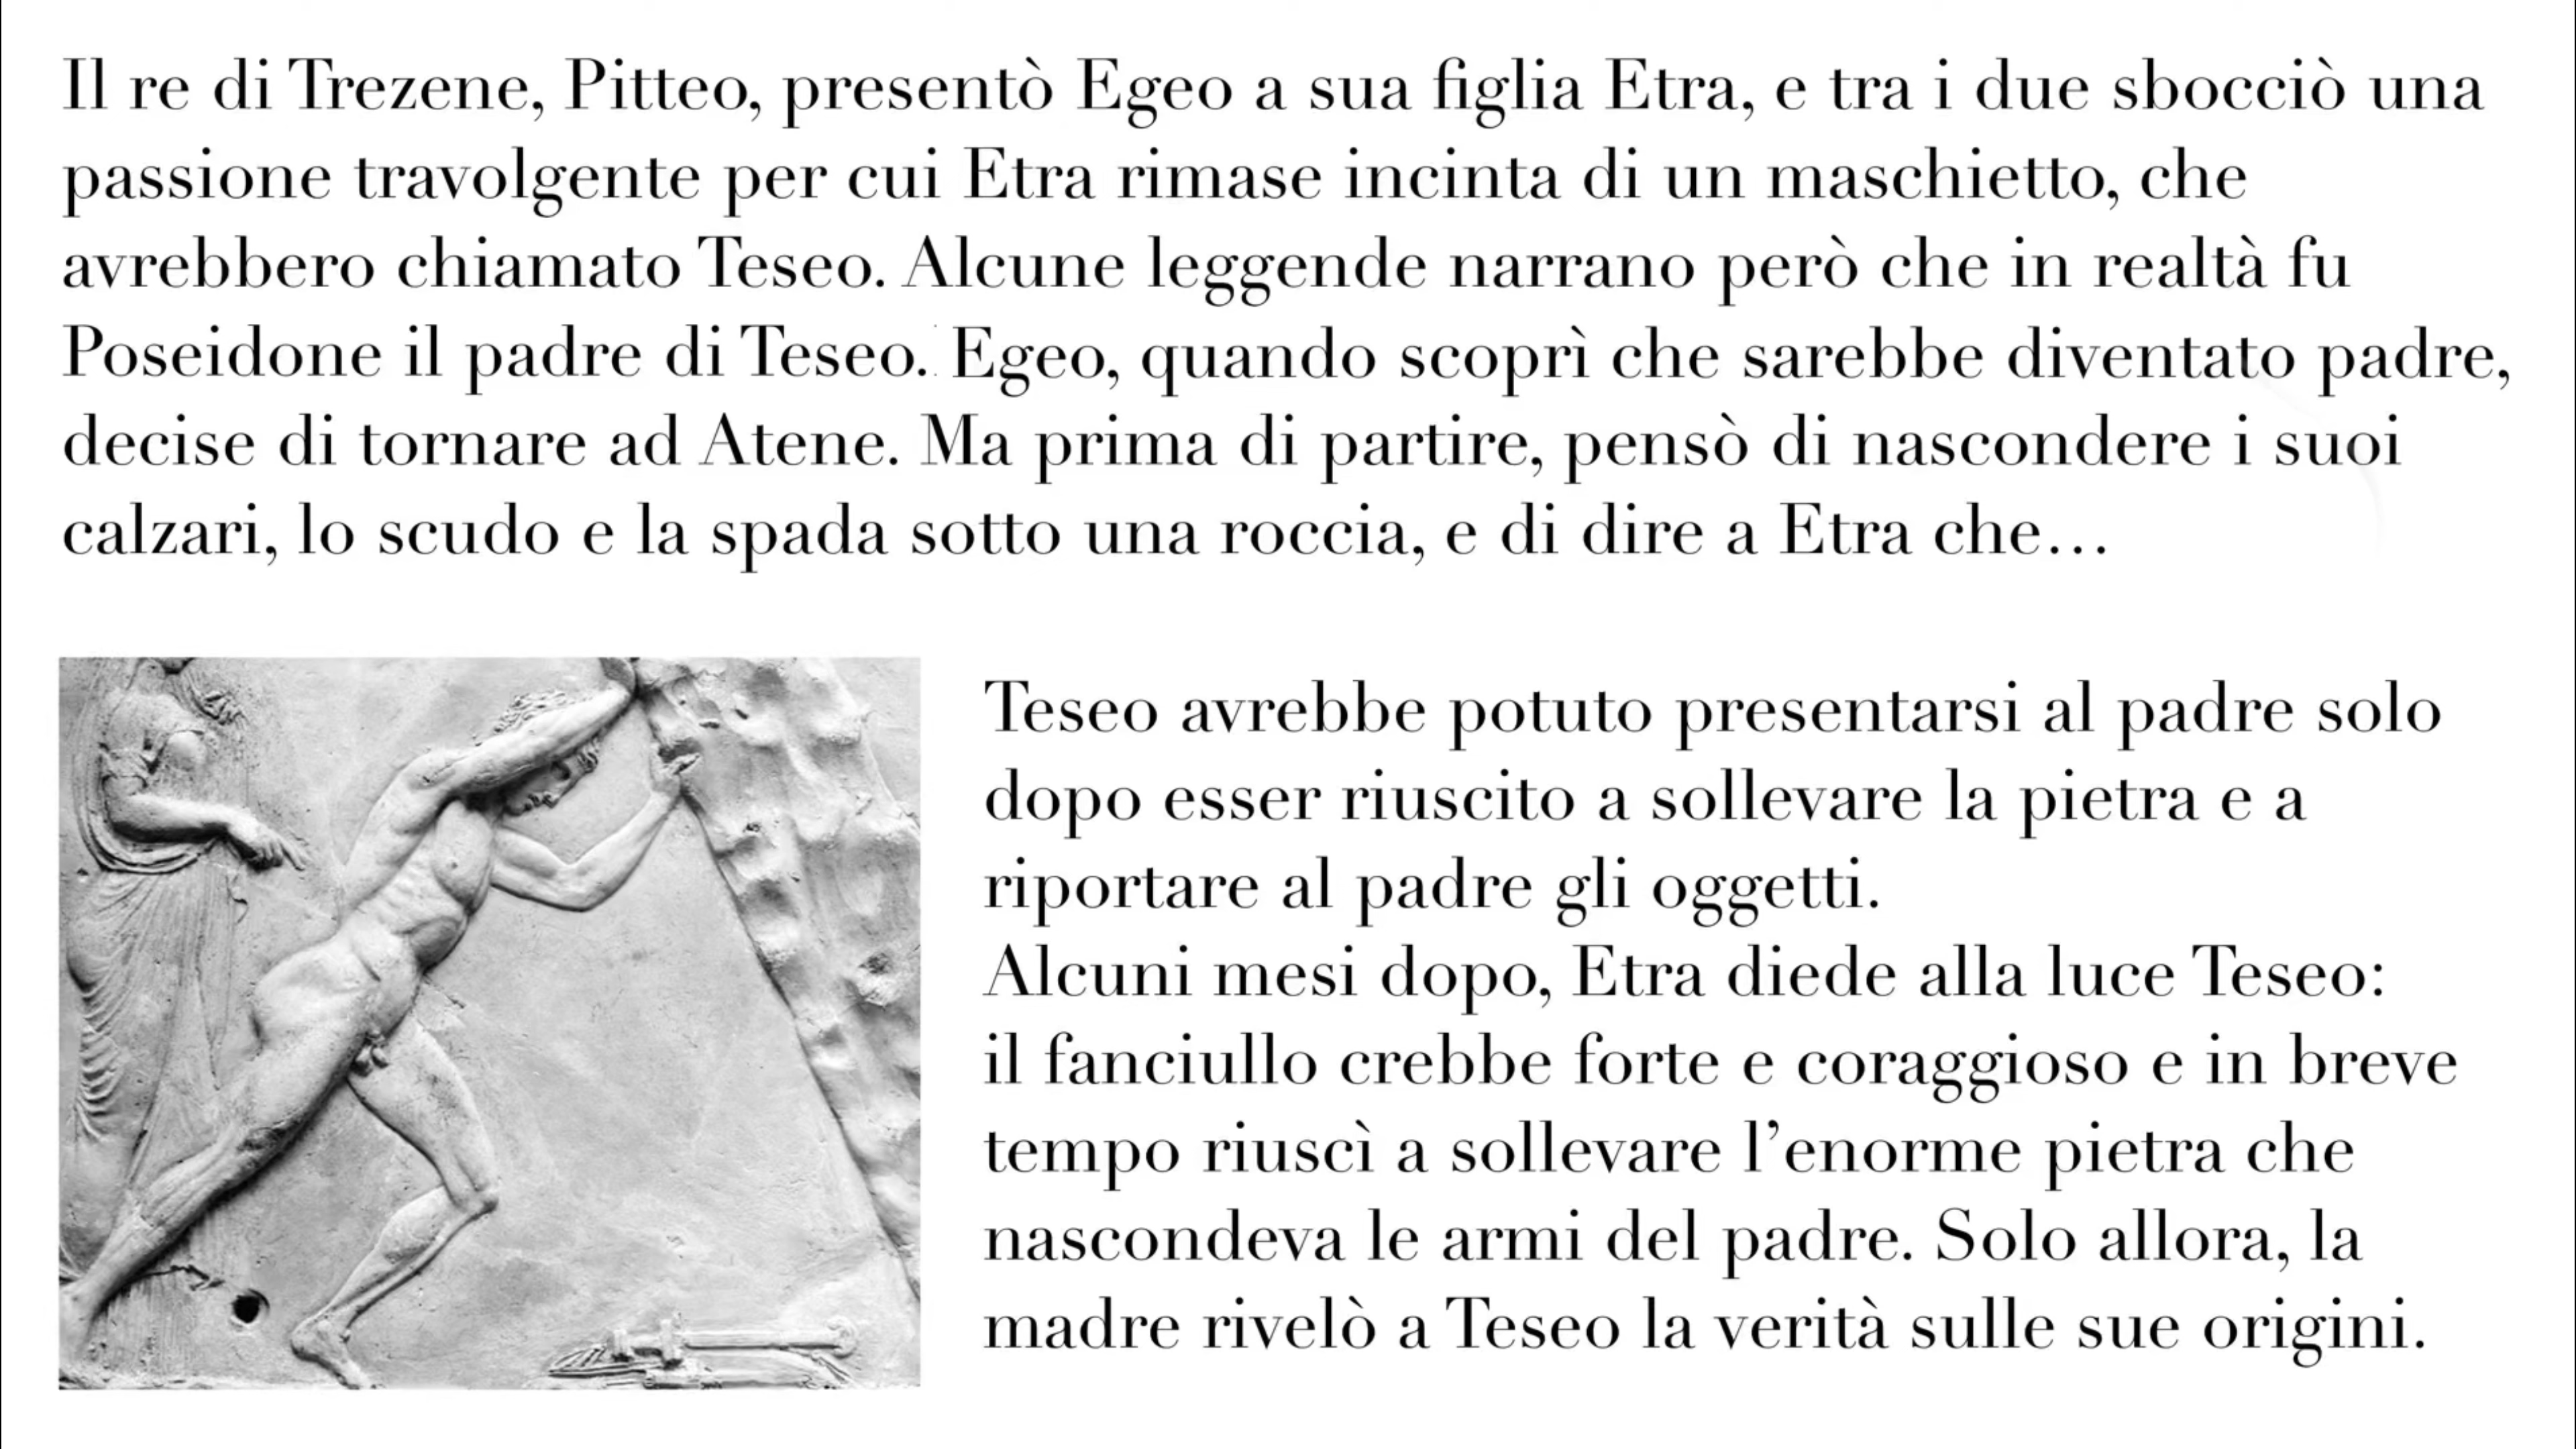 Il re di Trezene, Pitteo, presentò Egeo a sua figlia Etra, e tra i due sbocciò una
passione travolgente per cui Etra rimase incinta di un maschietto, che
avrebbero chiamato Teseo. Alcune leggende narrano però che in realtà fu
Poseidone il padre di Teseo. Egeo, quando scoprì che sarebbe diventato padre,
decise di tornare ad Atene. Ma prima di partire, pensò di nascondere i suoi
calzari, lo scudo e la spada sotto una roccia, e di dire a Etra che…
Teseo avrebbe potuto presentarsi al padre solo
dopo esser riuscito a sollevare la pietra e a
riportare al padre gli oggetti.
Alcuni mesi dopo, Etra diede alla luce Teseo:
il fanciullo crebbe forte e coraggioso e in breve
tempo riuscì a sollevare l’enorme pietra che
nascondeva le armi del padre. Solo allora, la
madre rivelò a Teseo la verità sulle sue origini.